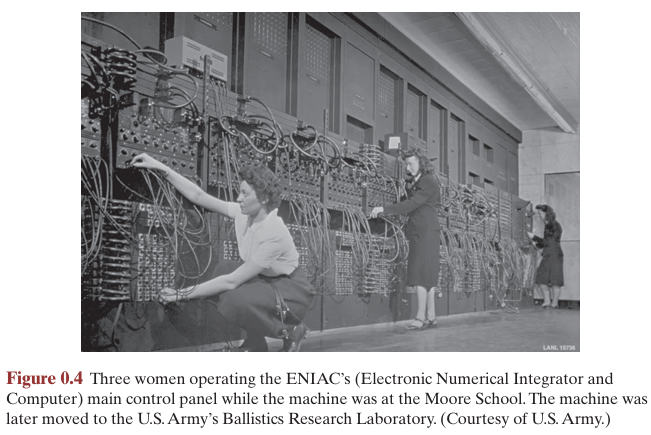 LANL 15736
Figure 0.4 Three women operating the ENIAC’s (Electronic Numerical Integrator and
Computer) main control panel while the machine was at the Moore School. The machine was
later moved to the U.S. Army’s Ballistics Research Laboratory. (Courtesy of U.S. Army.)